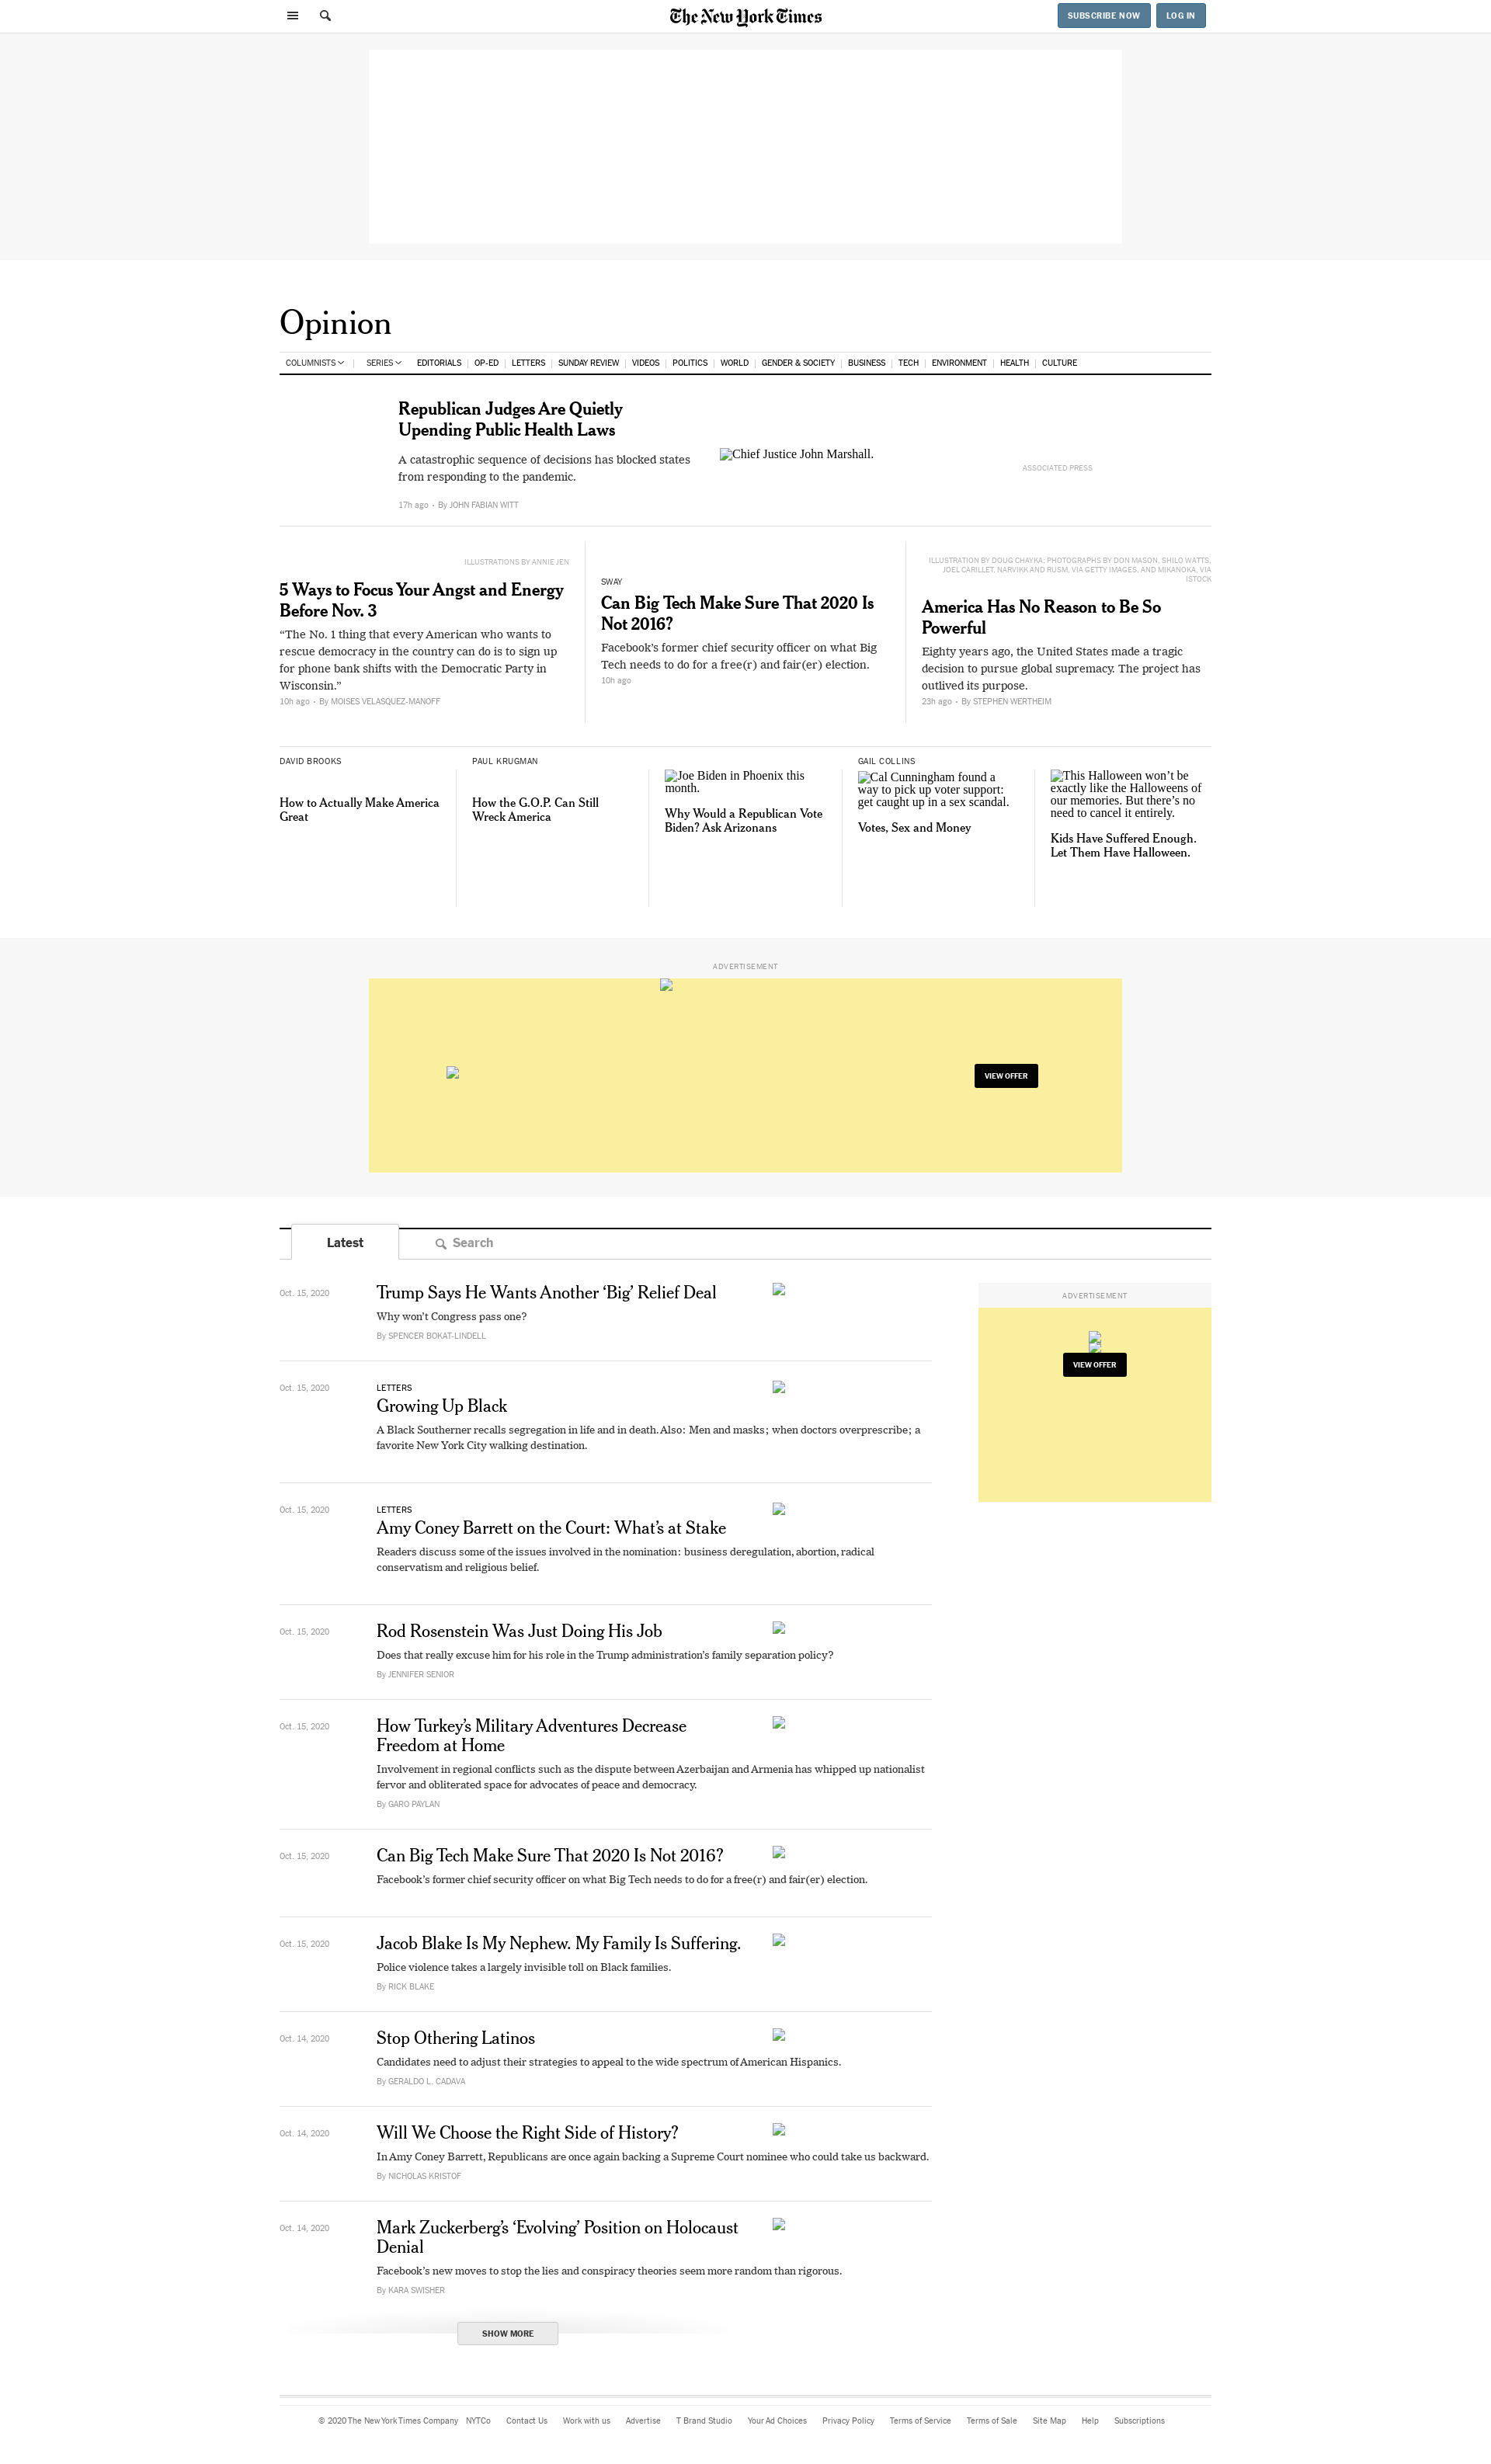 The New York Times
SUBSCRIBE NOW
LOG IN
Opinion
COLUMNISTS
SERIES
EDITORIALS
OP-ED
LETTERS
SUNDAY REVIEW
VIDEOS
POLITICS
WORLD
GENDER & SOCIETY
BUSINESS
TECH
ENVIRONMENT
HEALTH
CULTURE
Republican Judges Are Quietly
Upending Public Health Laws
A catastrophic sequence of decisions has blocked states
from responding to the pandemic.
17h ago • By JOHN FABIAN WITT
Chief Justice John Marshall.
ASSOCIATED PRESS
ILLUSTRATIONS BY ANNIE JEN
5 Ways to Focus Your Angst and Energy
Before Nov. 3
“The No. 1 thing that every American who wants to
rescue democracy in the country can do is to sign up
for phone bank shifts with the Democratic Party in
Wisconsin.”
10h ago • By MOISES VELASQUEZ-MANOFF
SWAY
Can Big Tech Make Sure That 2020 Is
Not 2016?
Facebook’s former chief security officer on what Big
Tech needs to do for a free(r) and fair(er) election.
10h ago
ILLUSTRATION BY DOUG CHAYKA; PHOTOGRAPHS BY DON MASON, SHILO WATTS,
JOEL CARILLET, NARVIKK AND RUSM, VIA GETTY IMAGES, AND MIKANOKA, VIA
ISTOCK
America Has No Reason to Be So
Powerful
Eighty years ago, the United States made a tragic
decision to pursue global supremacy. The project has
outlived its purpose.
23h ago • By STEPHEN WERTHEIM
DAVID BROOKS
How to Actually Make America
Great
PAUL KRUGMAN
How the G.O.P. Can Still
Wreck America
Joe Biden in Phoenix this
month.
Why Would a Republican Vote
Biden? Ask Arizonans
GAIL COLLINS
Cal Cunningham found a
way to pick up voter support:
get caught up in a sex scandal.
Votes, Sex and Money
This Halloween won’t be
exactly like the Halloweens of
our memories. But there’s no
need to cancel it entirely.
Kids Have Suffered Enough.
Let Them Have Halloween.
ADVERTISEMENT
VIEW OFFER
Latest
Search
Oct. 15, 2020
Trump Says He Wants Another ‘Big’ Relief Deal
Why won’t Congress pass one?
By SPENCER BOKAT-LINDELL
ADVERTISEMENT
VIEW OFFER
Oct. 15, 2020
LETTERS
Growing Up Black
A Black Southerner recalls segregation in life and in death. Also: Men and masks; when doctors overprescribe; a
favorite New York City walking destination.
Oct. 15, 2020
LETTERS
Amy Coney Barrett on the Court: What’s at Stake
Readers discuss some of the issues involved in the nomination: business deregulation, abortion, radical
conservatism and religious belief.
Oct. 15, 2020
Rod Rosenstein Was Just Doing His Job
Does that really excuse him for his role in the Trump administration’s family separation policy?
By JENNIFER SENIOR
Oct. 15, 2020
How Turkey’s Military Adventures Decrease
Freedom at Home
Involvement in regional conflicts such as the dispute between Azerbaijan and Armenia has whipped up nationalist
fervor and obliterated space for advocates of peace and democracy.
By GARO PAYLAN
Oct. 15, 2020
Can Big Tech Make Sure That 2020 Is Not 2016?
Facebook’s former chief security officer on what Big Tech needs to do for a free(r) and fair(er) election.
Oct. 15, 2020
Jacob Blake Is My Nephew. My Family Is Suffering.
Police violence takes a largely invisible toll on Black families.
By RICK BLAKE
Oct. 14, 2020
Stop Othering Latinos
Candidates need to adjust their strategies to appeal to the wide spectrum of American Hispanics.
By GERALDO L. CADAVA
Oct. 14, 2020
Will We Choose the Right Side of History?
In Amy Coney Barrett, Republicans are once again backing a Supreme Court nominee who could take us backward.
By NICHOLAS KRISTOF
Oct. 14, 2020
Mark Zuckerberg’s ‘Evolving’ Position on Holocaust
Denial
Facebook’s new moves to stop the lies and conspiracy theories seem more random than rigorous.
By KARA SWISHER
SHOW MORE
© 2020 The New York Times Company
NYTCo
Contact Us
Work with us
Advertise
T Brand Studio
Your Ad Choices
Privacy Policy
Terms of Service
Terms of Sale
Site Map
Help
Subscriptions